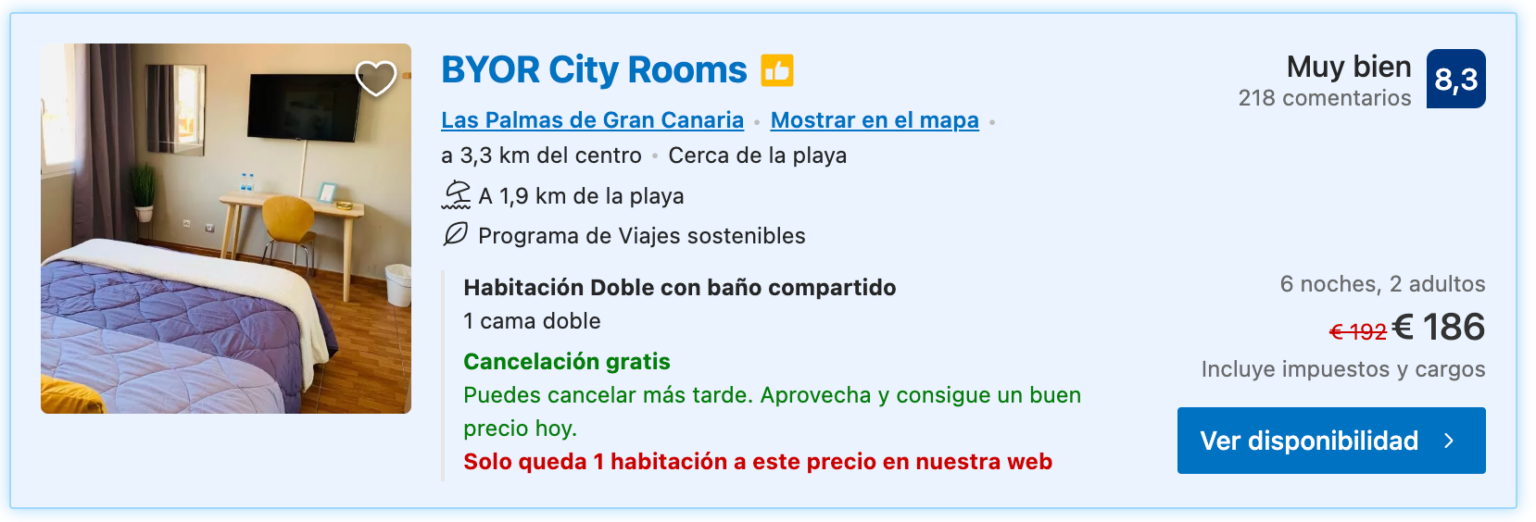 BYOR City Rooms
Muy bien
218 comentarios
8,3
Las Palmas de Gran Canaria • Mostrar en el mapa •
a 3,3 km del centro • Cerca de la playa
A 1,9 km de la playa
Programa de Viajes sostenibles
Habitación Doble con baño compartido
1 cama doble
Cancelación gratis
Puedes cancelar más tarde. Aprovecha y consigue un buen
precio hoy.
Solo queda 1 habitación a este precio en nuestra web
6 noches, 2 adultos
€ 192 € 186
Incluye impuestos y cargos
Ver disponibilidad